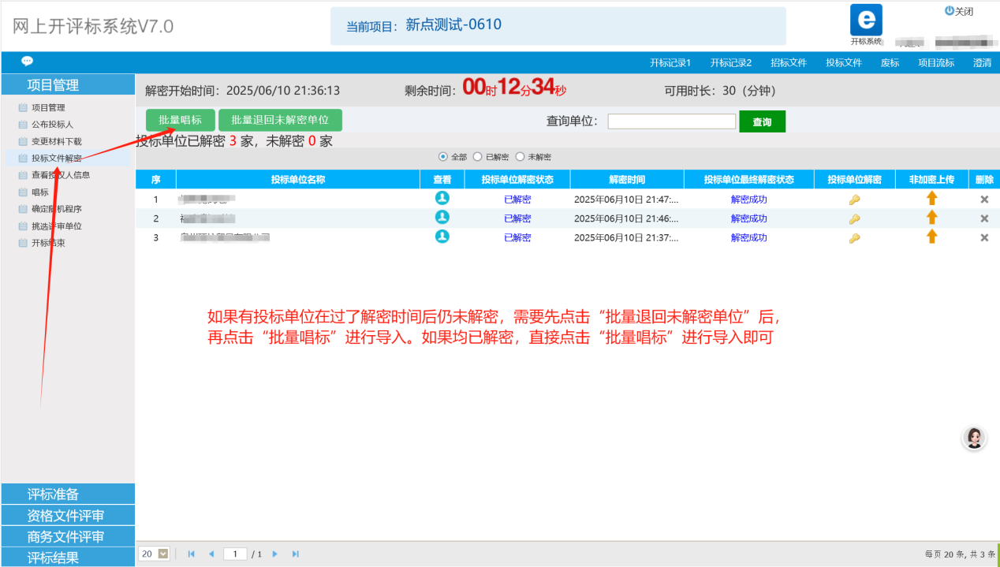 网上开评标系统V7.0
当前项目：新点测试-0610
开标系统
关闭
开标记录1 开标记录2 招标文件 投标文件 废标 项目流标 澄清
项目管理
项目管理
公布投标人
变更材料下载
投标文件解密
查看授权人信息
唱标
确定随机程序
挑选评审单位
开标结束
评标准备
资格文件评审
商务文件评审
评标结果
解密开始时间：2025/06/10 21:36:13 剩余时间：00时12分34秒 可用时长：30（分钟）
批量唱标 批量退回未解密单位 查询单位： 查询
投标单位已解密 3 家，未解密 0 家
全部 已解密 未解密
序 投标单位名称 查看 投标单位解密状态 解密时间 投标单位最终解密状态 投标单位解密 非加密上传 删除
1 已解密 2025年06月10日 21:47:... 解密成功
2 已解密 2025年06月10日 21:46:... 解密成功
3 已解密 2025年06月10日 21:37:... 解密成功
如果有投标单位在过了解密时间后仍未解密，需要先点击“批量退回未解密单位”后，
再点击“批量唱标”进行导入。如果均已解密，直接点击“批量唱标”进行导入即可
20 1 / 1 每页 20 条, 共 3 条